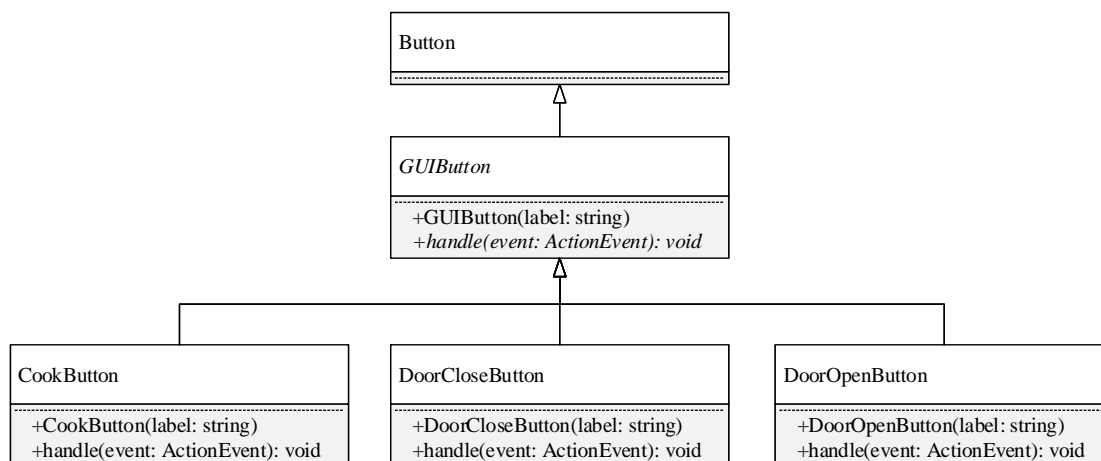 Button
GUIButton
+GUIButton(label: string)
+handle(event: ActionEvent): void
CookButton
+CookButton(label: string)
+handle(event: ActionEvent): void
DoorCloseButton
+DoorCloseButton(label: string)
+handle(event: ActionEvent): void
DoorOpenButton
+DoorOpenButton(label: string)
+handle(event: ActionEvent): void